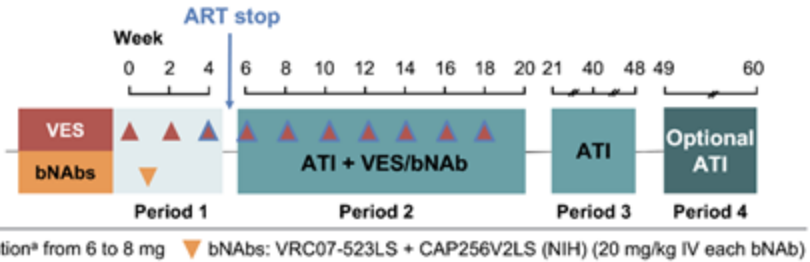 ART stop
Week
0 2 4 6 8 10 12 14 16 18 20 21 40 48 49 60
VES
bNAbs
ATI + VES/bNAb
ATI
Optional
ATI
Period 1 Period 2 Period 3 Period 4
tionᵃ from 6 to 8 mg bNAbs: VRC07-523LS + CAP256V2LS (NIH) (20 mg/kg IV each bNAb)